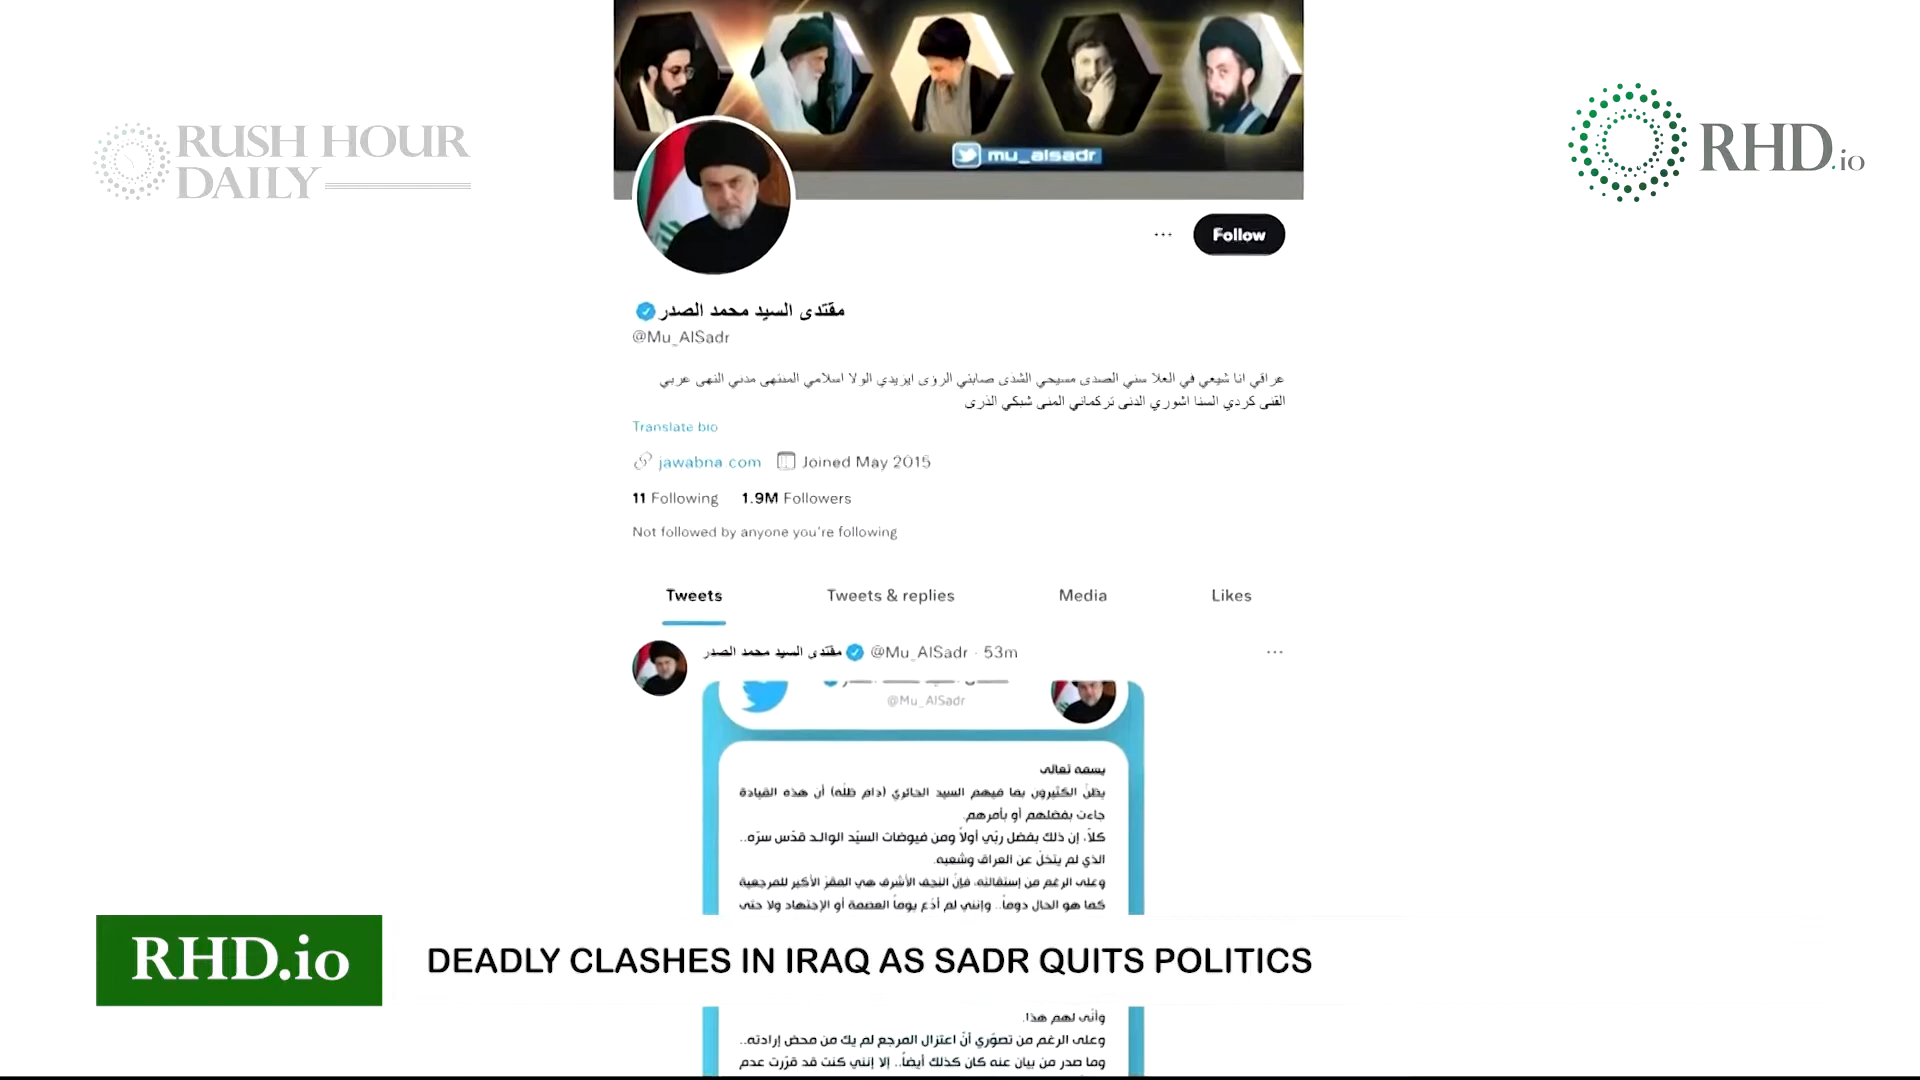 RUSH HOUR
DAILY
RHD.io
mu_alsadr
Follow
مقتدى السيد محمد الصدر
@Mu_AlSadr
عراقي انا شيعي في العلا سني الصدى مسيحي الشذى صابئي الرؤى ايزيدي الولا اسلامي المنتهى مدني النهى عربي
القنى كردي السنا اشوري الدنى تركماني المنى شبكي الذرى
Translate bio
jawabna.com Joined May 2015
11 Following 1.9M Followers
Not followed by anyone you're following
Tweets Tweets & replies Media Likes
مقتدى السيد محمد الصدر @Mu_AlSadr · 53m
@Mu_AlSadr
بسمه تعالى
يظنّ الكثيرون بما فيهم السيد الحائري (دام ظلّه) أن هذه القيادة
جاءت بفضلهم أو بأمرهم.
كلا، إن ذلك بفضل ربّي أولاً ومن فيوضات السيّد الوالد قدّس سرّه..
الذي لم يتخلّ عن العراق وشعبه.
وعلى الرغم من إستقالته، فإنّ النجف الأشرف هي المقرّ الأكبر للمرجعية
كما هو الحال دوماً.. وإنني لم أدّعِ يوماً العصمة أو الإجتهاد ولا حتى
RHD.io
DEADLY CLASHES IN IRAQ AS SADR QUITS POLITICS
وأنّى لهم هذا.
وعلى الرغم من تصوّري أنّ اعتزال المرجع لم يك من محض إرادته..
وما صدر من بيان عنه كان كذلك أيضاً.. إلا إنني كنت قد قرّرت عدم